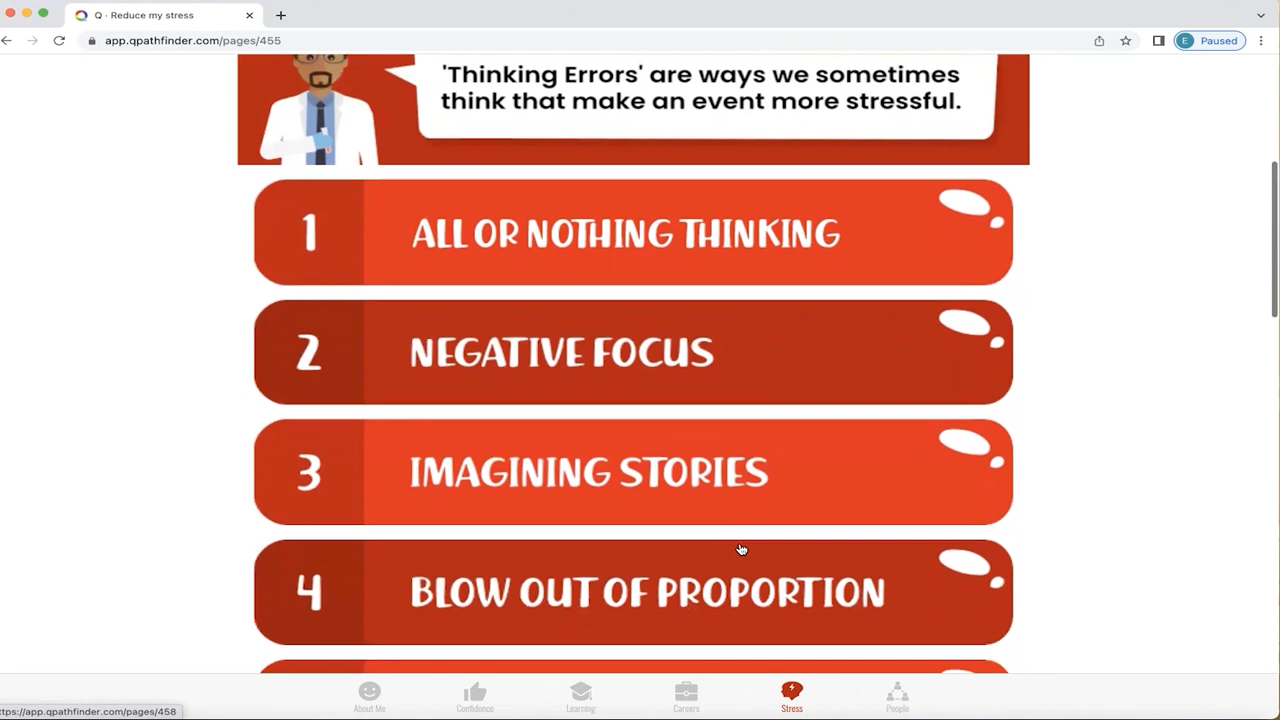 Q - Reduce my stress
app.qpathfinder.com/pages/455
E
Paused
'Thinking Errors' are ways we sometimes
think that make an event more stressful.
1 ALL OR NOTHING THINKING
2 NEGATIVE FOCUS
3 IMAGINING STORIES
4 BLOW OUT OF PROPORTION
About Me
Confidence
Learning
Careers
Stress
People
ttps://app.qpathfinder.com/pages/458